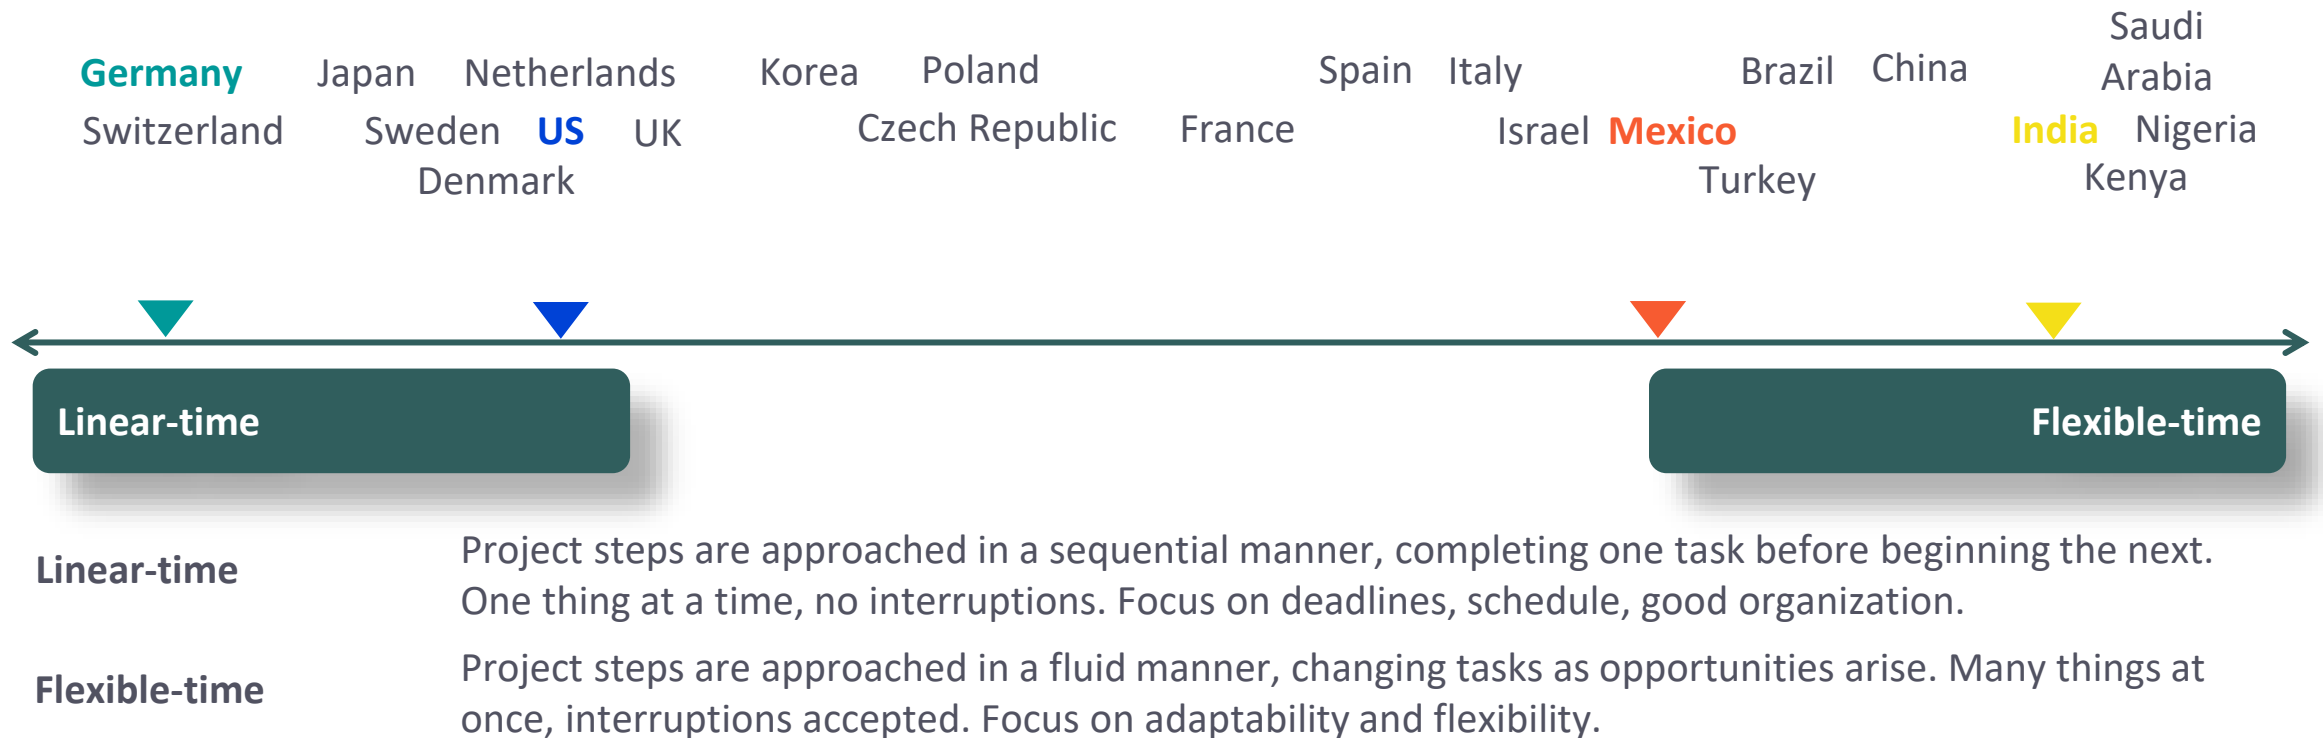 Saudi
Germany Japan Netherlands Korea Poland Spain Italy Brazil China Arabia
Switzerland Sweden US UK Czech Republic France Israel Mexico India Nigeria
Denmark Turkey Kenya
Linear-time Flexible-time
Linear-time Project steps are approached in a sequential manner, completing one task before beginning the next.
One thing at a time, no interruptions. Focus on deadlines, schedule, good organization.
Flexible-time Project steps are approached in a fluid manner, changing tasks as opportunities arise. Many things at
once, interruptions accepted. Focus on adaptability and flexibility.